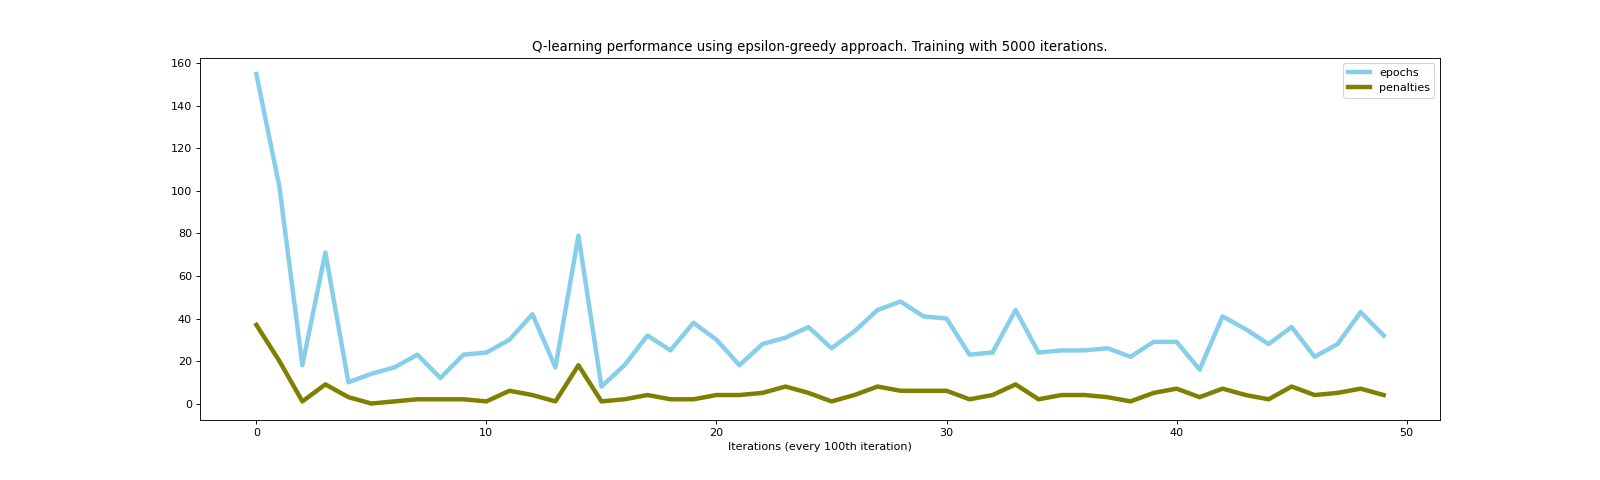 Q-learning performance using epsilon-greedy approach. Training with 5000 iterations.
epochs
penalties
160
140
120
100
80
60
40
20
0
0 10 20 30 40 50
Iterations (every 100th iteration)